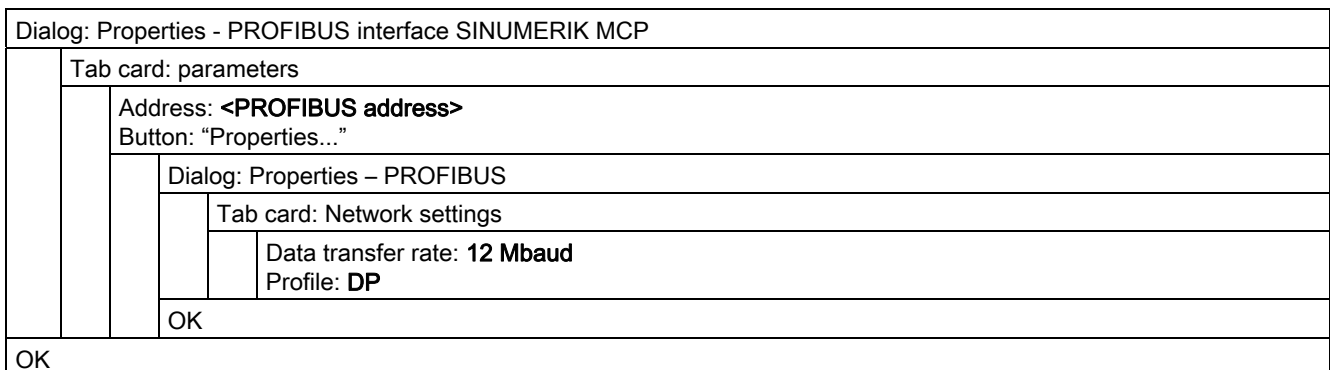 Dialog: Properties - PROFIBUS interface SINUMERIK MCP
Tab card: parameters
Address: <PROFIBUS address>
Button: “Properties...”
Dialog: Properties – PROFIBUS
Tab card: Network settings
Data transfer rate: 12 Mbaud
Profile: DP
OK
OK